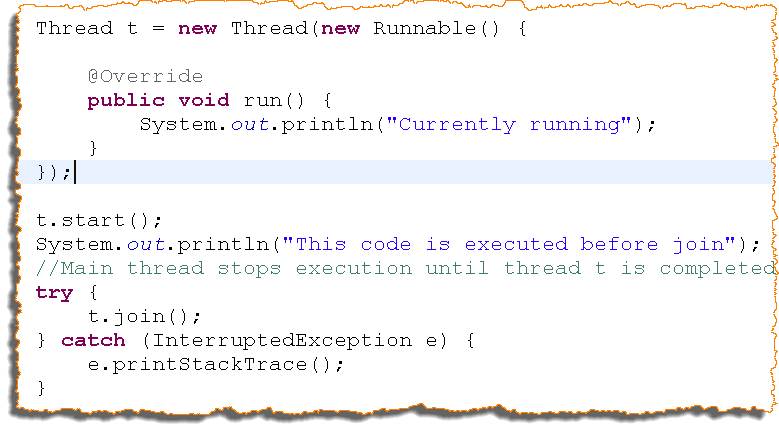 Thread t = new Thread(new Runnable() {
@Override
public void run() {
System.out.println("Currently running");
}
});
t.start();
System.out.println("This code is executed before join");
//Main thread stops execution until thread t is completed
try {
t.join();
} catch (InterruptedException e) {
e.printStackTrace();
}